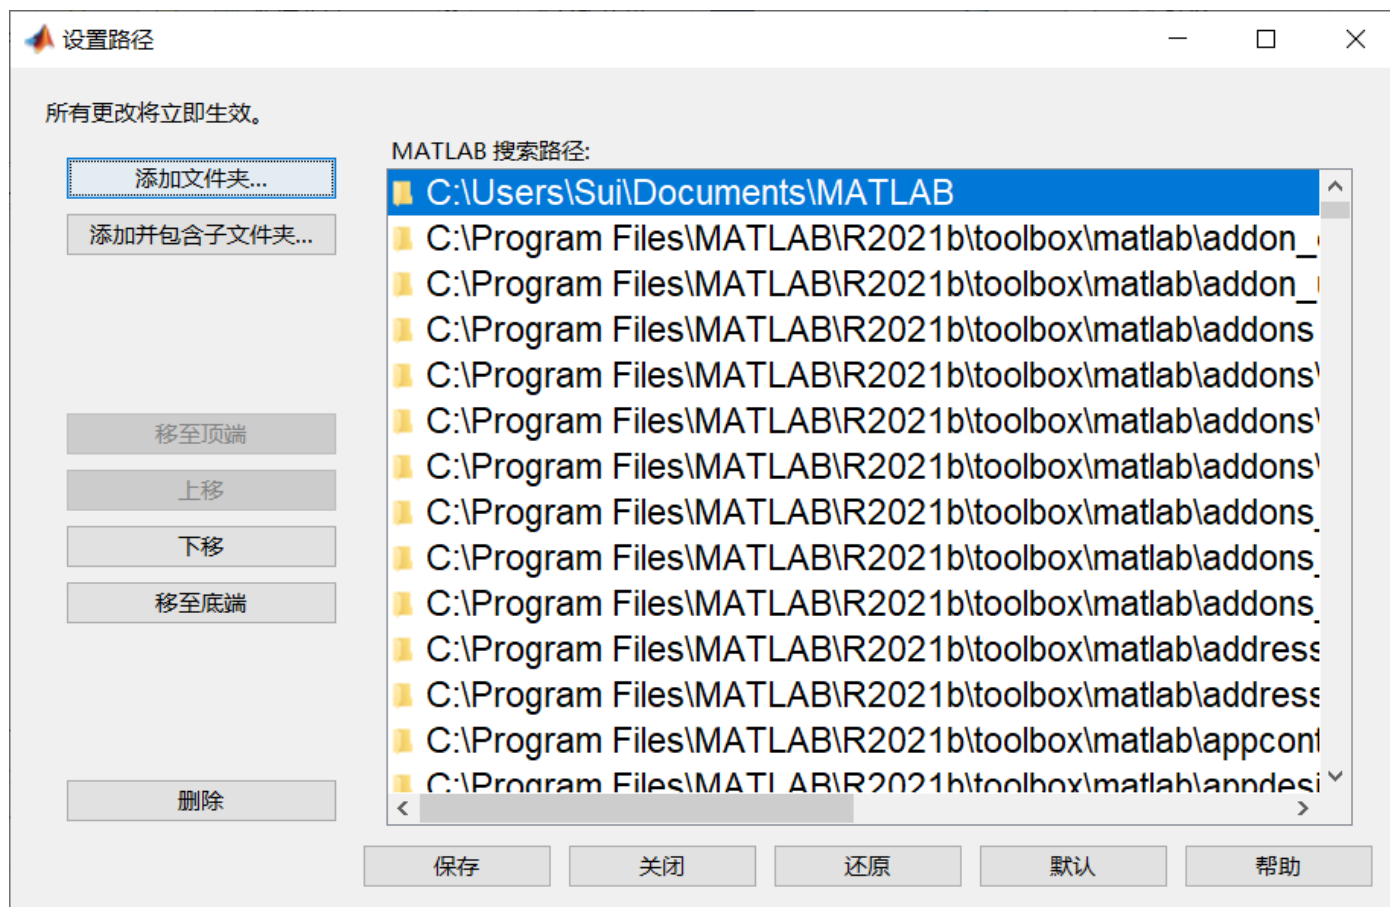 设置路径
所有更改将立即生效。
添加文件夹...
添加并包含子文件夹...
移至顶端
上移
下移
移至底端
删除
MATLAB 搜索路径:
C:\Users\Sui\Documents\MATLAB
C:\Program Files\MATLAB\R2021b\toolbox\matlab\addon_
C:\Program Files\MATLAB\R2021b\toolbox\matlab\addon_
C:\Program Files\MATLAB\R2021b\toolbox\matlab\addons
C:\Program Files\MATLAB\R2021b\toolbox\matlab\addons\
C:\Program Files\MATLAB\R2021b\toolbox\matlab\addons\
C:\Program Files\MATLAB\R2021b\toolbox\matlab\addons\
C:\Program Files\MATLAB\R2021b\toolbox\matlab\addons_
C:\Program Files\MATLAB\R2021b\toolbox\matlab\addons_
C:\Program Files\MATLAB\R2021b\toolbox\matlab\addons_
C:\Program Files\MATLAB\R2021b\toolbox\matlab\address
C:\Program Files\MATLAB\R2021b\toolbox\matlab\address
C:\Program Files\MATLAB\R2021b\toolbox\matlab\appcont
C:\Program Files\MATLAB\R2021b\toolbox\matlab\appdesi
保存
关闭
还原
默认
帮助